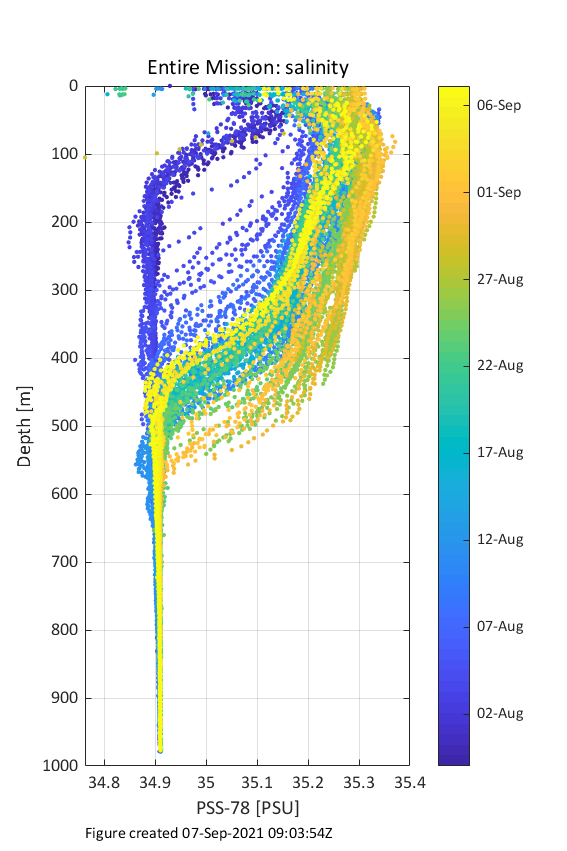 Entire Mission: salinity
0
100
200
300
400
500
600
700
800
900
1000
Depth [m]
34.8 34.9 35 35.1 35.2 35.3 35.4
PSS-78 [PSU]
Figure created 07-Sep-2021 09:03:54Z
06-Sep
01-Sep
27-Aug
22-Aug
17-Aug
12-Aug
07-Aug
02-Aug